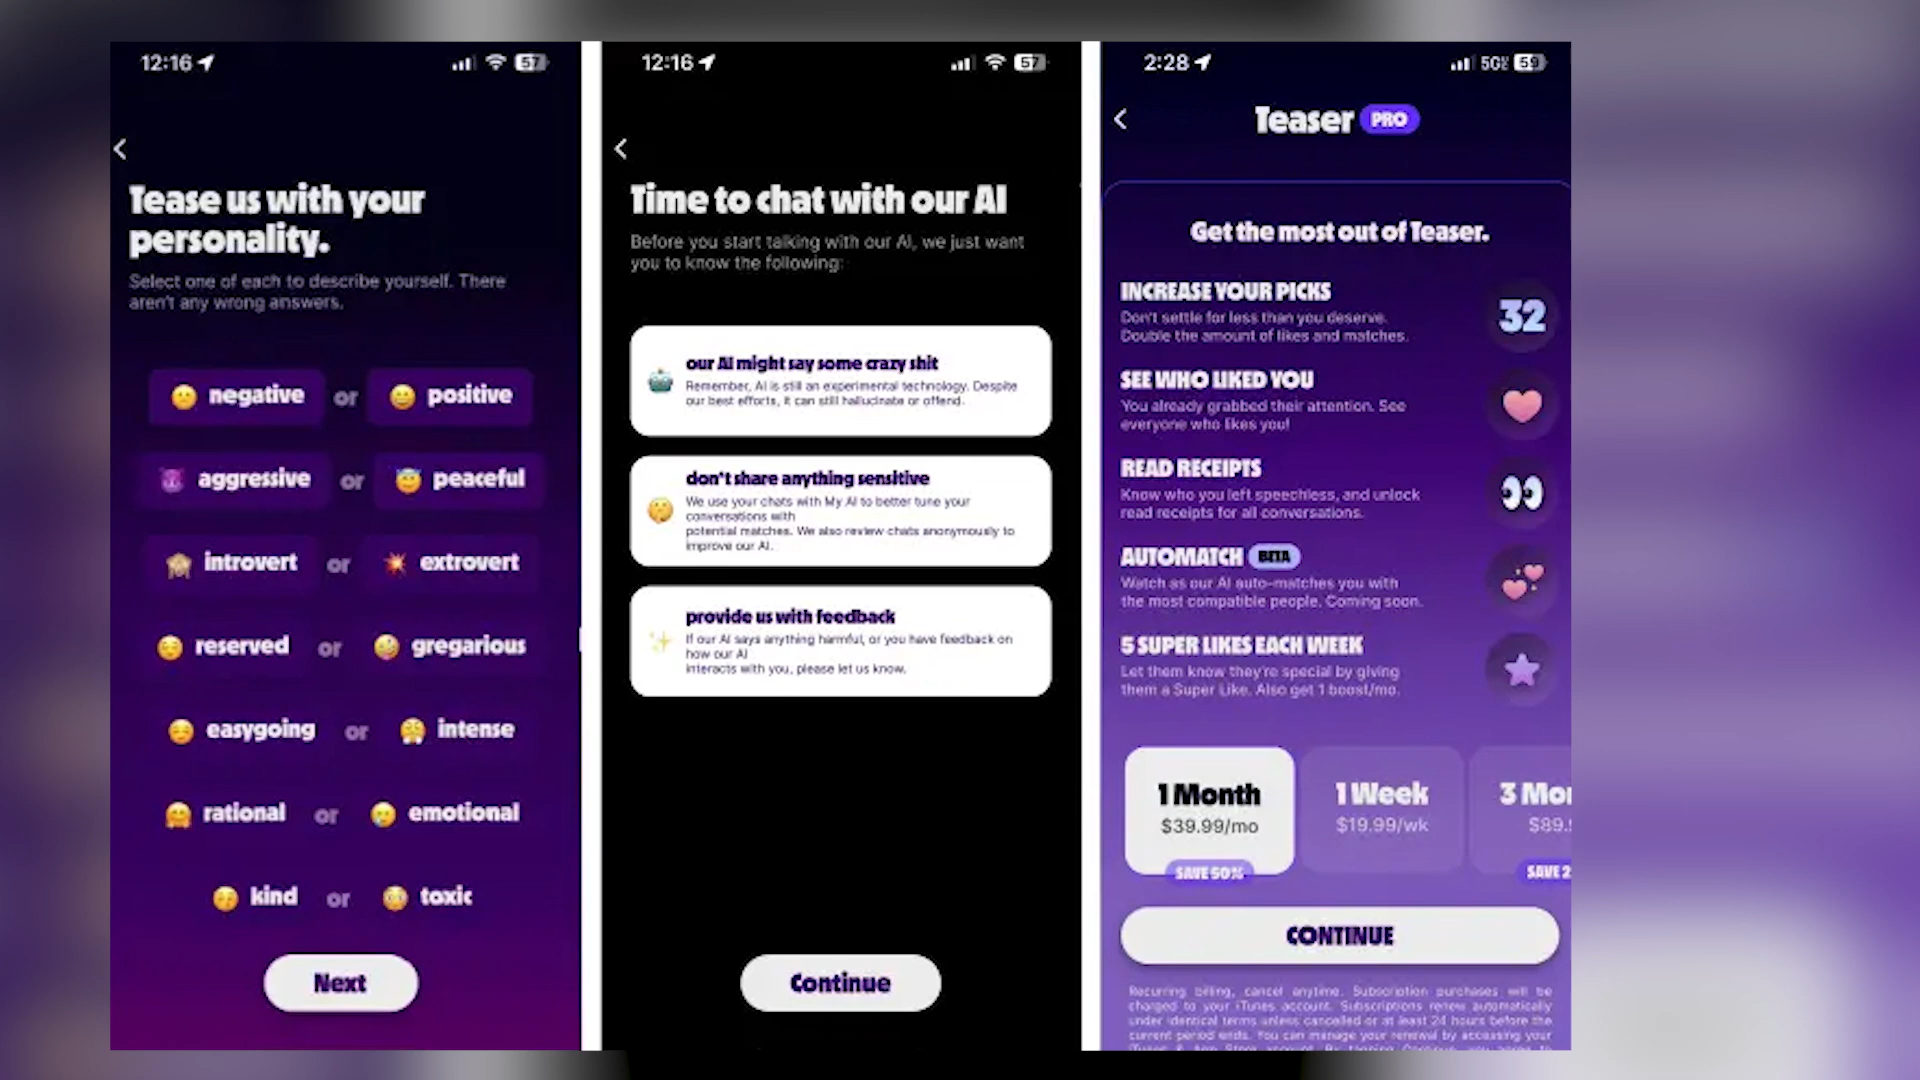 12:16
57
Tease us with your
personality.
Select one of each to describe yourself. There
aren't any wrong answers.
negative or positive
aggressive or peaceful
introvert or extrovert
reserved or gregarious
easygoing or intense
rational or emotional
kind or toxic
Next
12:16
57
Time to chat with our AI
Before you start talking with our AI, we just want
you to know the following:
our AI might say some crazy shit
Remember, AI is still an experimental technology. Despite
our best efforts, it can still hallucinate or offend.
don't share anything sensitive
We use your chats with My AI to better tune your
conversations with
potential matches. We also review chats anonymously to
improve our AI.
provide us with feedback
If our AI says anything harmful, or you have feedback on
how our AI
interacts with you, please let us know.
Continue
2:28
5G 59
Teaser PRO
Get the most out of Teaser.
INCREASE YOUR PICKS
Don't settle for less than you deserve.
Double the amount of likes and matches.
32
SEE WHO LIKED YOU
You already grabbed their attention. See
everyone who likes you!
READ RECEIPTS
Know who you left speechless, and unlock
read receipts for all conversations.
AUTOMATCH BETA
Watch as our AI auto-matches you with
the most compatible people. Coming soon.
5 SUPER LIKES EACH WEEK
Let them know they're special by giving
them a Super Like. Also get 1 boost/mo.
1 Month
$39.99/mo
SAVE 50%
1 Week
$19.99/wk
3 Mo
$89.
SAVE 2
CONTINUE
Recurring billing, cancel anytime. Subscription purchases will be
charged to your iTunes account. Subscriptions renew automatically
under identical terms unless cancelled or at least 24 hours before the
current period ends. You can manage your renewal by accessing your